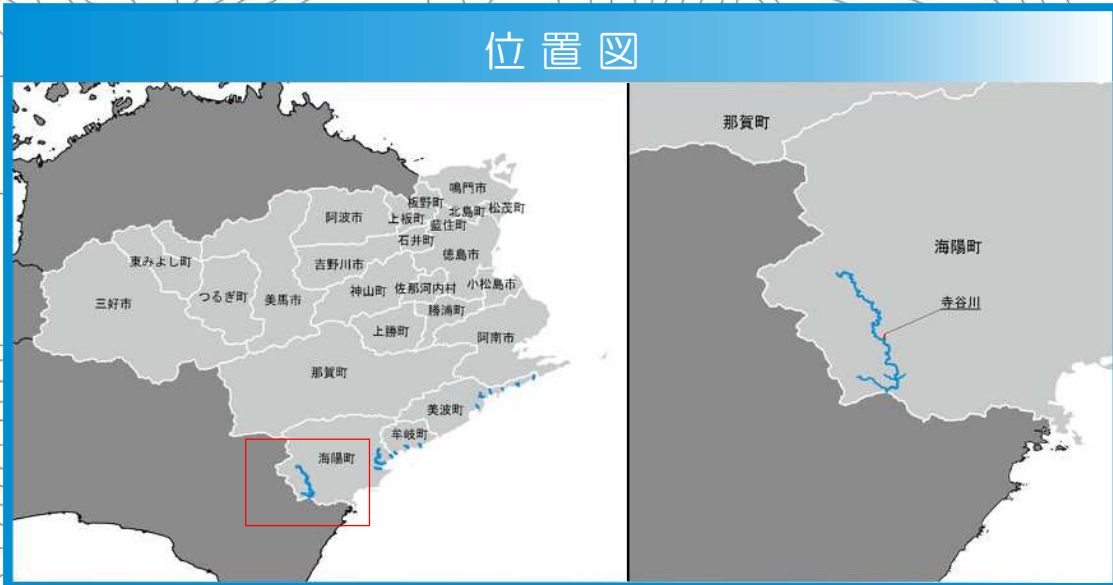 位置図
鳴門市
板野町
松茂町
北島町
上板町
阿波市
藍住町
石井町
徳島市
東みよし町
吉野川市
佐那河内村
小松島市
神山町
つるぎ町
美馬市
三好市
勝浦町
上勝町
阿南市
那賀町
美波町
牟岐町
海陽町
那賀町
海陽町
寺谷川